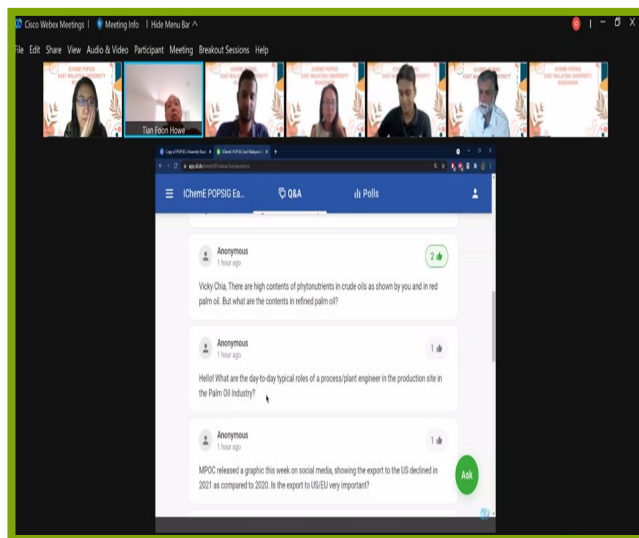 Cisco Webex Meetings | Meeting Info | Hide Menu Bar ^
File Edit Share View Audio & Video Participant Meeting Breakout Sessions Help
ICHEME POPSIG
EAST MALAYSIA UNIVERSITY
ROADSHOW
Tian Foon Howe
IChemE POPSIG Ea...
Q&A
Polls
Anonymous
1 hour ago
2
Vicky Chia, There are high contents of phytonutrients in crude oils as shown by you and in red
palm oil. But what are the contents in refined palm oil?
Anonymous
1 hour ago
1
Hello! What are the day-to-day typical roles of a process/plant engineer in the production site in
the Palm Oil Industry?
Anonymous
1 hour ago
1
MPOC released a graphic this week on social media, showing the export to the US declined in
2021 as compared to 2020. Is the export to US/EU very important?
Ask